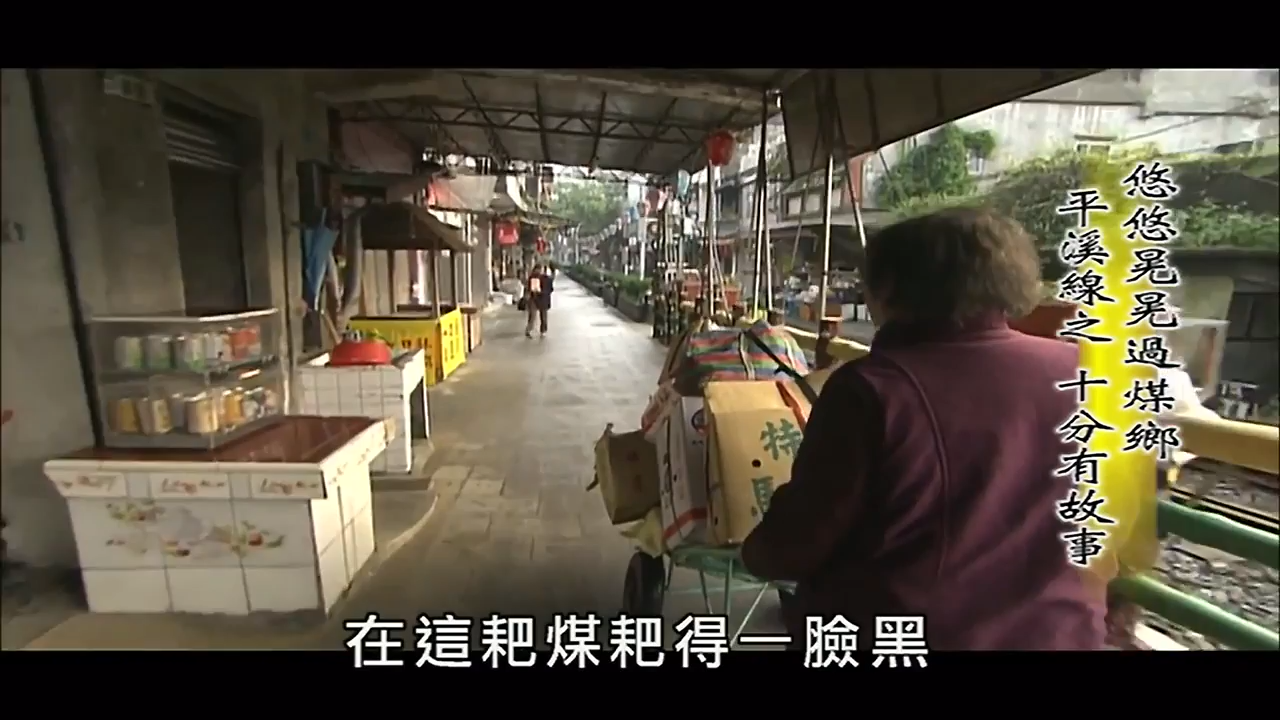 悠悠晃晃過煤鄉
平溪線之 十分有故事
特
在這耙煤耙得一臉黑